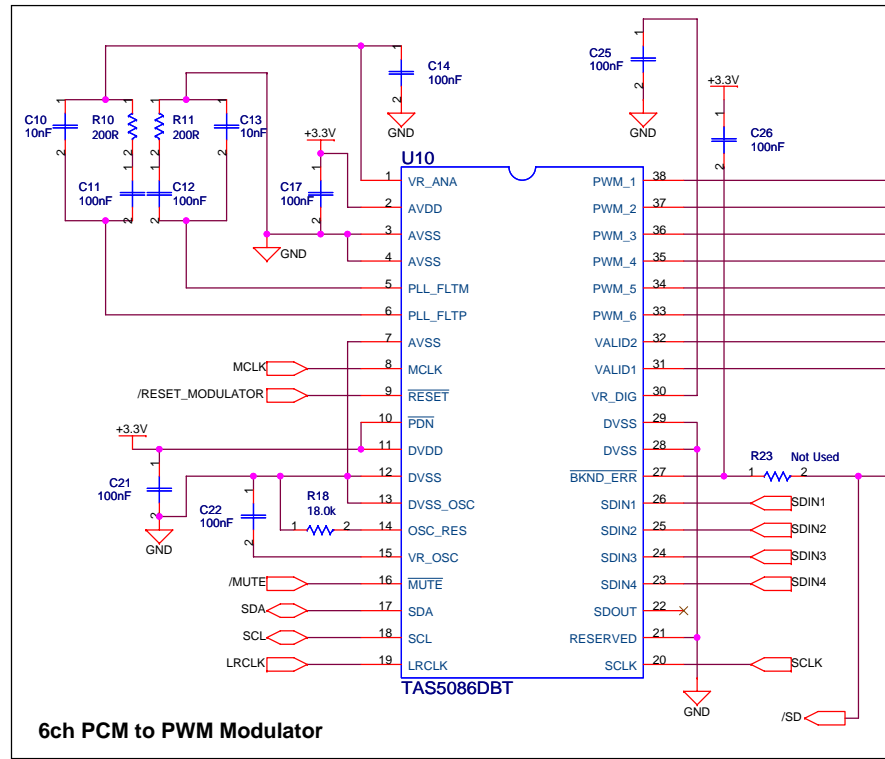 C14
100nF
GND
C25
100nF
GND
+3.3V
C26
100nF
C10
10nF
R10
200R
R11
200R
C13
10nF
C11
100nF
C12
100nF
GND
+3.3V
C17
100nF
U10
1 VR_ANA PWM_1 38
2 AVDD PWM_2 37
3 AVSS PWM_3 36
4 AVSS PWM_4 35
5 PLL_FLTM PWM_5 34
6 PLL_FLTP PWM_6 33
7 AVSS VALID2 32
MCLK 8 MCLK VALID1 31
/RESET_MODULATOR 9 RESET VR_DIG 30
10 PDN DVSS 29
+3.3V 11 DVDD DVSS 28
12 DVSS BKND_ERR 27 1 R23 2 Not Used
13 DVSS_OSC SDIN1 26 SDIN1
14 OSC_RES SDIN2 25 SDIN2
15 VR_OSC SDIN3 24 SDIN3
/MUTE 16 MUTE SDIN4 23 SDIN4
SDA 17 SDA SDOUT 22
SCL 18 SCL RESERVED 21
LRCLK 19 LRCLK SCLK 20 SCLK
C21
100nF
GND
C22
100nF
R18
18.0k
1 2
TAS5086DBT
GND
/SD
6ch PCM to PWM Modulator